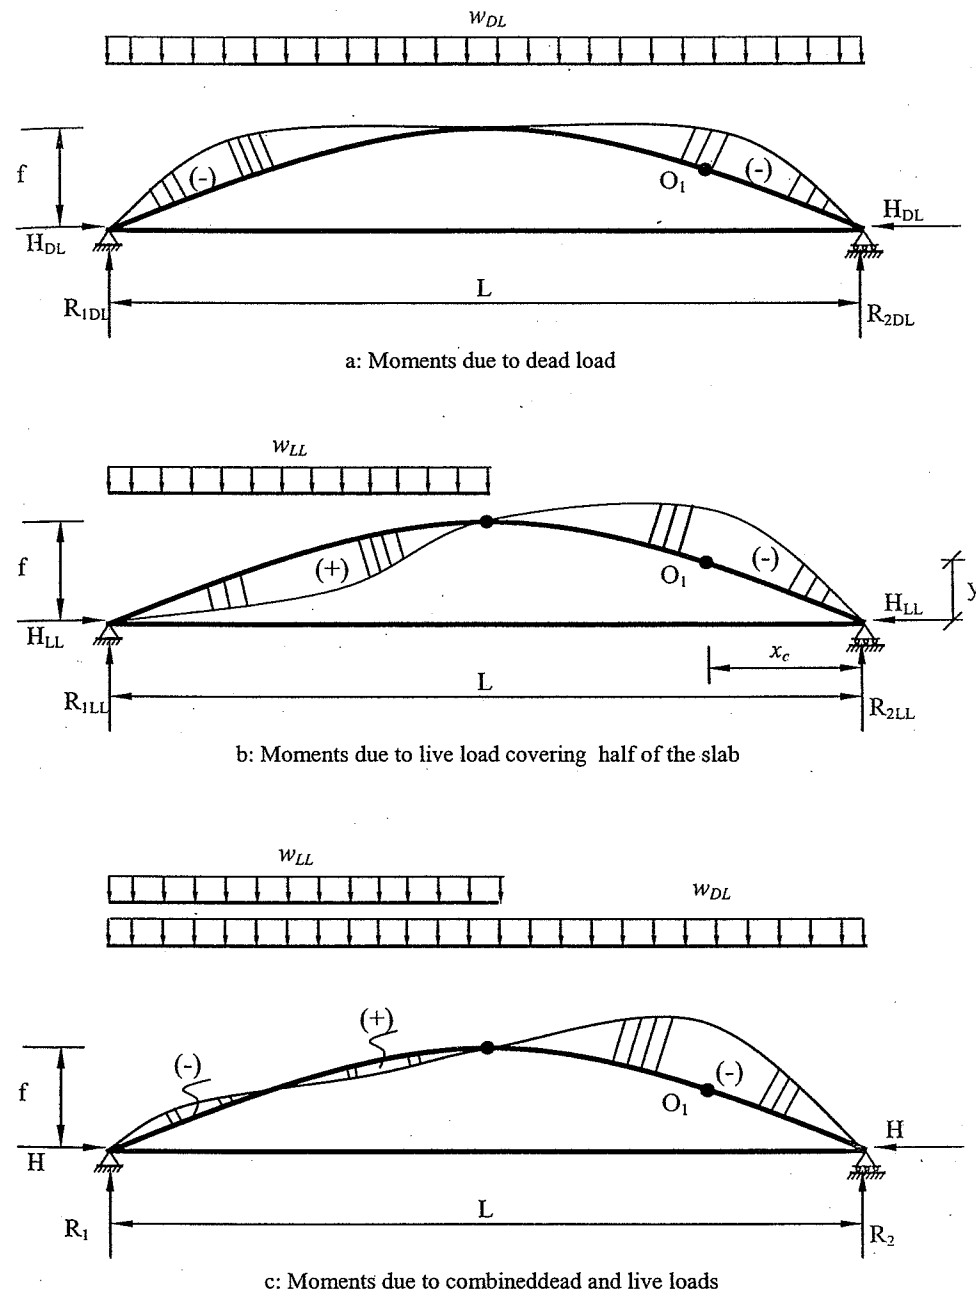 w_DL
f
(-)
(-)
O₁
H_DL
H_DL
R₁DL
L
R₂DL
a: Moments due to dead load
w_LL
f
(+)
(-)
O₁
y
H_LL
H_LL
x_c
R₁LL
L
R₂LL
b: Moments due to live load covering half of the slab
w_LL
w_DL
(+)
(-)
f
(-)
O₁
H
H
R₁
L
R₂
c: Moments due to combineddead and live loads